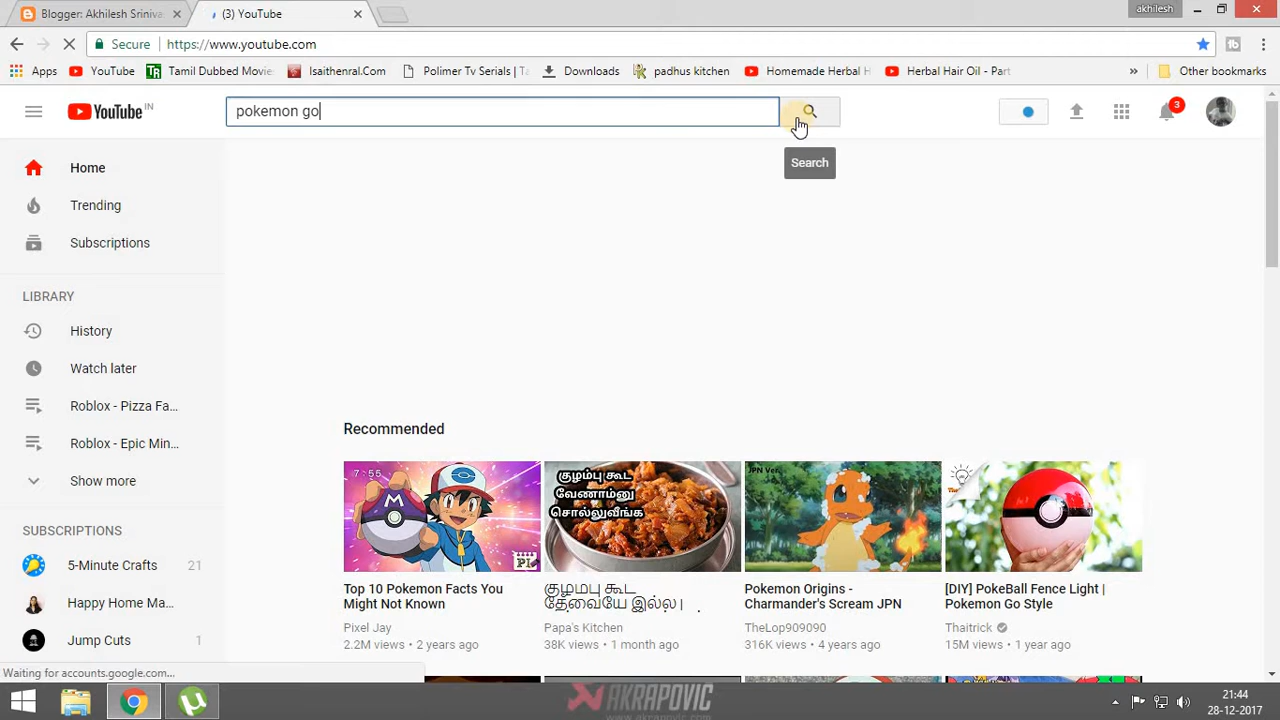 Blogger: Akhilesh Sriniva
(3) YouTube
akhilesh
Secure
https://www.youtube.com
Apps
YouTube
Tamil Dubbed Movie
Isaithenral.Com
Polimer Tv Serials | Ta
Downloads
padhus kitchen
Homemade Herbal H
Herbal Hair Oil - Part
»
Other bookmarks
YouTube IN
pokemon go
3
Search
Home
Trending
Subscriptions
LIBRARY
History
Watch later
Roblox - Pizza Fa...
Roblox - Epic Min...
Show more
SUBSCRIPTIONS
5-Minute Crafts 21
Happy Home Ma...
Jump Cuts 1
Recommended
7:55
M
குழம்பு கூட
வேணாம்னு
சொல்லுவீங்க
JPN Ver.
Top 10 Pokemon Facts You
Might Not Known
Pixel Jay
2.2M views • 2 years ago
குழம்பு கூட
தேவையே இல்ல|
Papa's Kitchen
38K views • 1 month ago
Pokemon Origins -
Charmander's Scream JPN
TheLop909090
316K views • 4 years ago
[DIY] PokeBall Fence Light |
Pokemon Go Style
Thaitrick
15M views • 1 year ago
Waiting for accounts.google.com...
AKRAPOVIC
21:44
28-12-2017